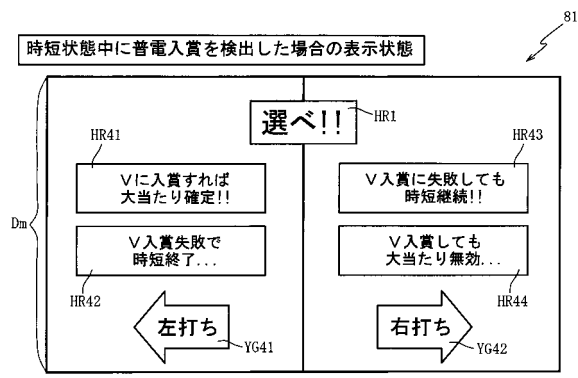 81
時短状態中に普電入賞を検出した場合の表示状態
選べ!!
HR1
HR41
Vに入賞すれば
大当たり確定!!
V入賞失敗で
時短終了...
HR42
左打ち
YG41
HR43
V入賞に失敗しても
時短継続!!
V入賞しても
大当たり無効...
HR44
右打ち
YG42
Dm